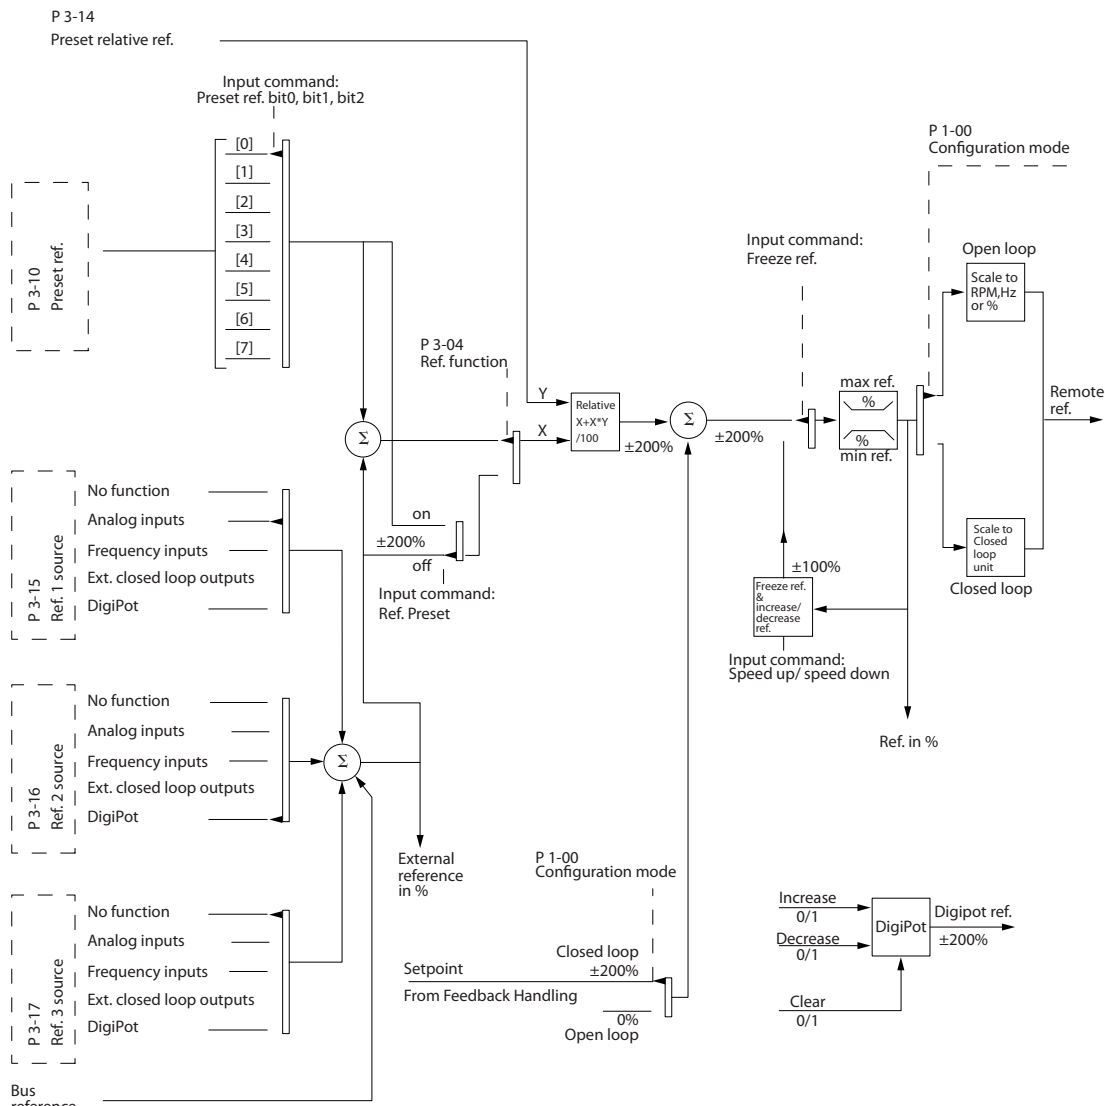 P 3-14
Preset relative ref.
Input command:
Preset ref. bit0, bit1, bit2
[0]
[1]
[2]
[3]
[4]
[5]
[6]
[7]
P 3-10
Preset ref.
P 1-00
Configuration mode
Input command:
Freeze ref.
Open loop
Scale to
RPM,Hz
or %
P 3-04
Ref. function
Y
X
Relative
X+X*Y
/100
±200%
Σ
±200%
max ref.
%
%
min ref.
Remote
ref.
Σ
on
±200%
off
Input command:
Ref. Preset
Scale to
Closed
loop
unit
Closed loop
±100%
Freeze ref.
&
increase/
decrease
ref.
Input command:
Speed up/ speed down
Ref. in %
P 3-15
Ref. 1 source
No function
Analog inputs
Frequency inputs
Ext. closed loop outputs
DigiPot
P 3-16
Ref. 2 source
No function
Analog inputs
Frequency inputs
Ext. closed loop outputs
DigiPot
Σ
External
reference
in %
P 3-17
Ref. 3 source
No function
Analog inputs
Frequency inputs
Ext. closed loop outputs
DigiPot
P 1-00
Configuration mode
Closed loop
Setpoint
±200%
From Feedback Handling
0%
Open loop
Increase
0/1
Decrease
0/1
Clear
0/1
DigiPot
Digipot ref.
±200%
Bus
reference